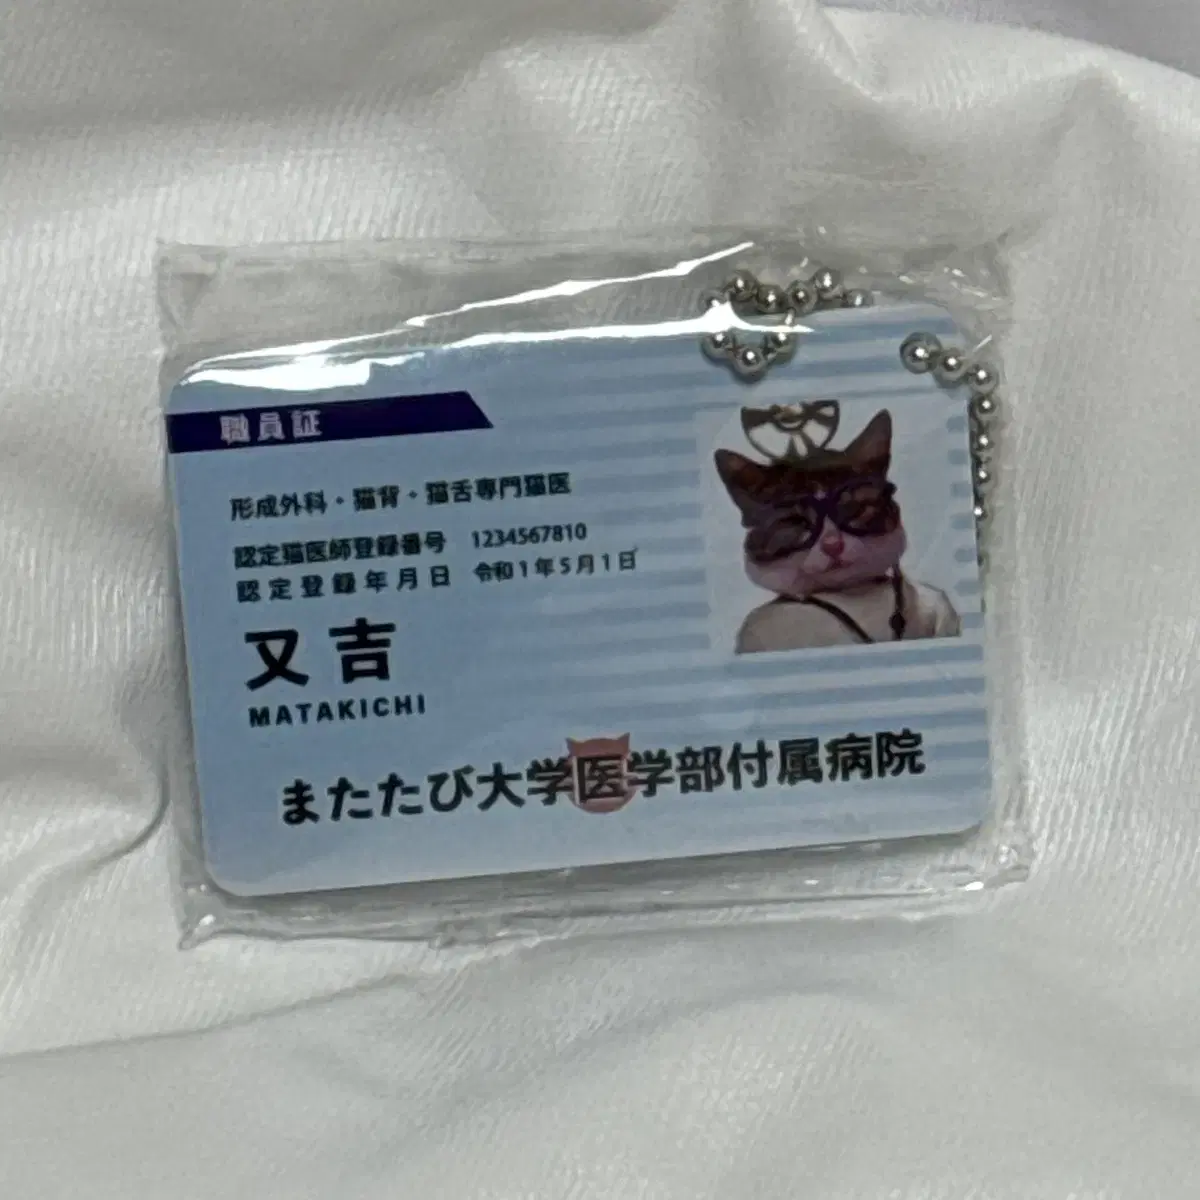 職員証
形成外科・猫背・猫舌専門猫医
認定猫医師登録番号 1234567810
認定登録年月日 令和1年5月1日
又吉
MATAKICHI
またたび大学医学部付属病院